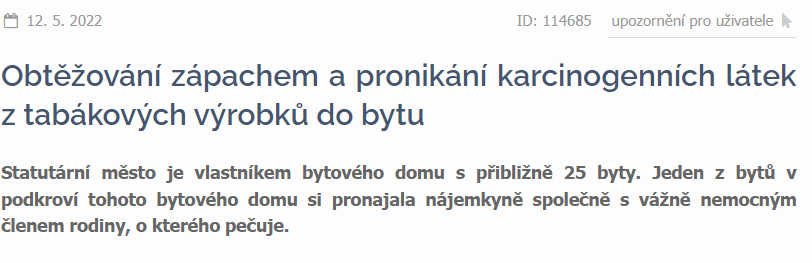 12. 5. 2022 ID: 114685 upozornění pro uživatele
Obtěžování zápachem a pronikání karcinogenních látek
z tabákových výrobků do bytu
Statutární město je vlastníkem bytového domu s přibližně 25 byty. Jeden z bytů v
podkroví tohoto bytového domu si pronajala nájemkyně společně s vážně nemocným
členem rodiny, o kterého pečuje.